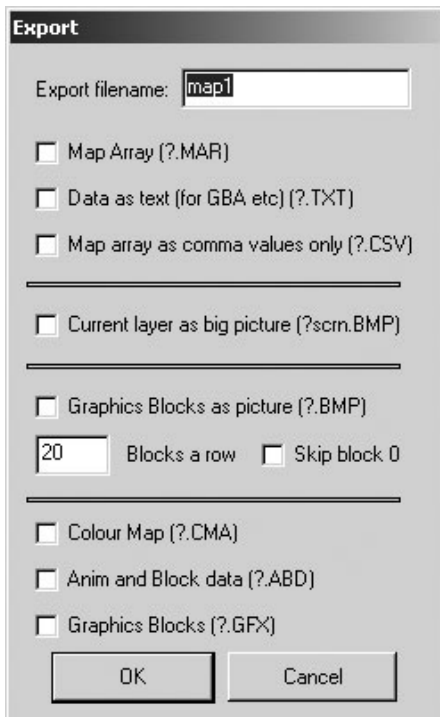 Export
Export filename: map1
Map Array (?.MAR)
Data as text (for GBA etc) (?.TXT)
Map array as comma values only (?.CSV)
Current layer as big picture (?scrn.BMP)
Graphics Blocks as picture (?.BMP)
20 Blocks a row Skip block 0
Colour Map (?.CMA)
Anim and Block data (?.ABD)
Graphics Blocks (?.GFX)
OK Cancel